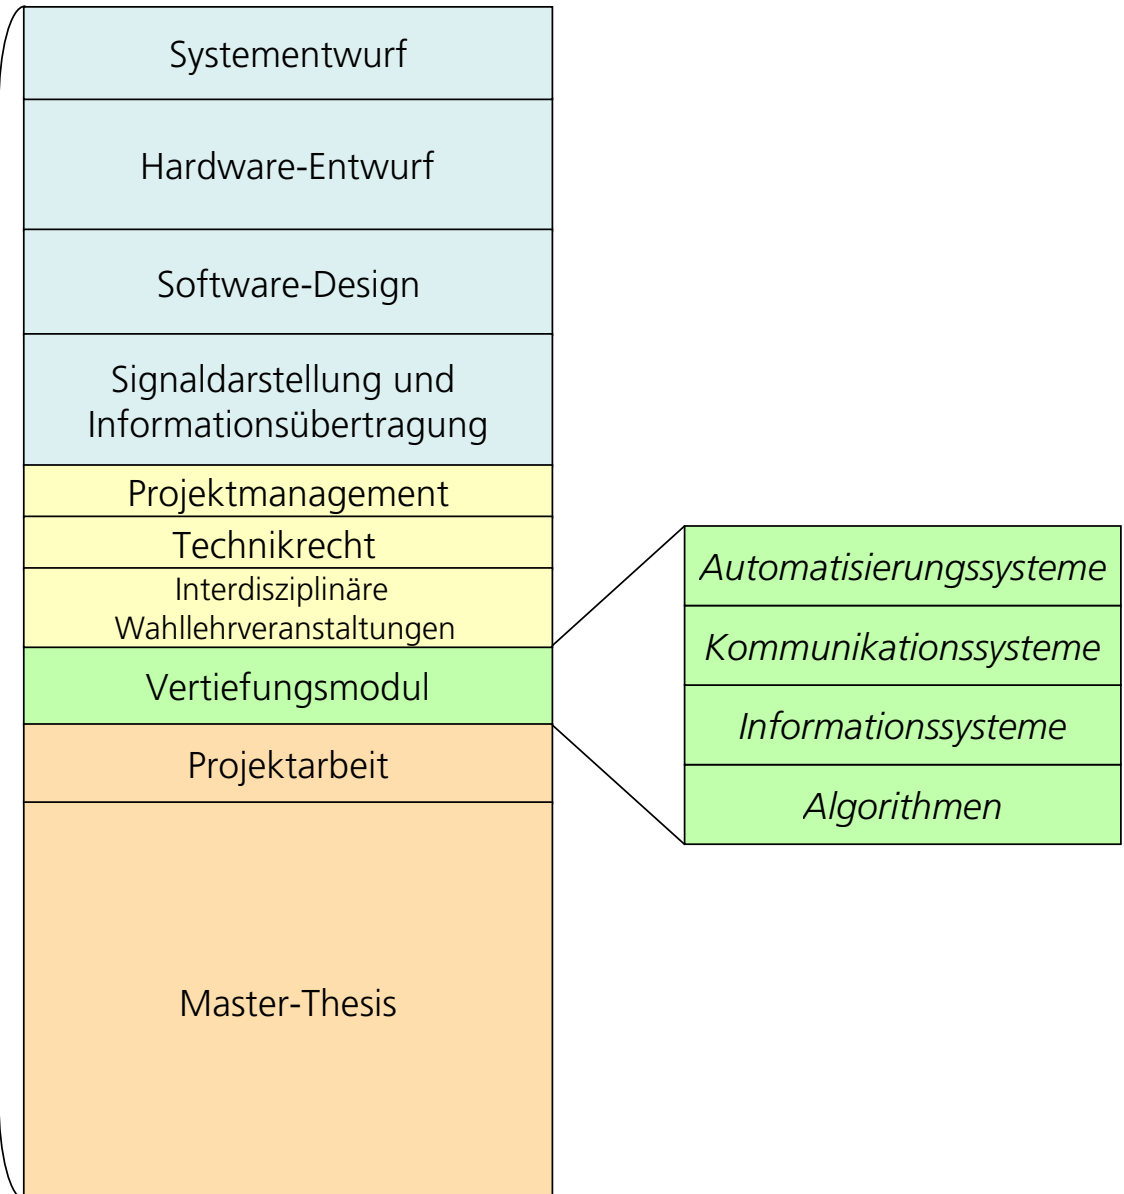 Systementwurf
Hardware-Entwurf
Software-Design
Signaldarstellung und
Informationsübertragung
Projektmanagement
Technikrecht
Interdisziplinäre
Wahllehrveranstaltungen
Vertiefungsmodul
Projektarbeit
Master-Thesis
Automatisierungssysteme
Kommunikationssysteme
Informationssysteme
Algorithmen